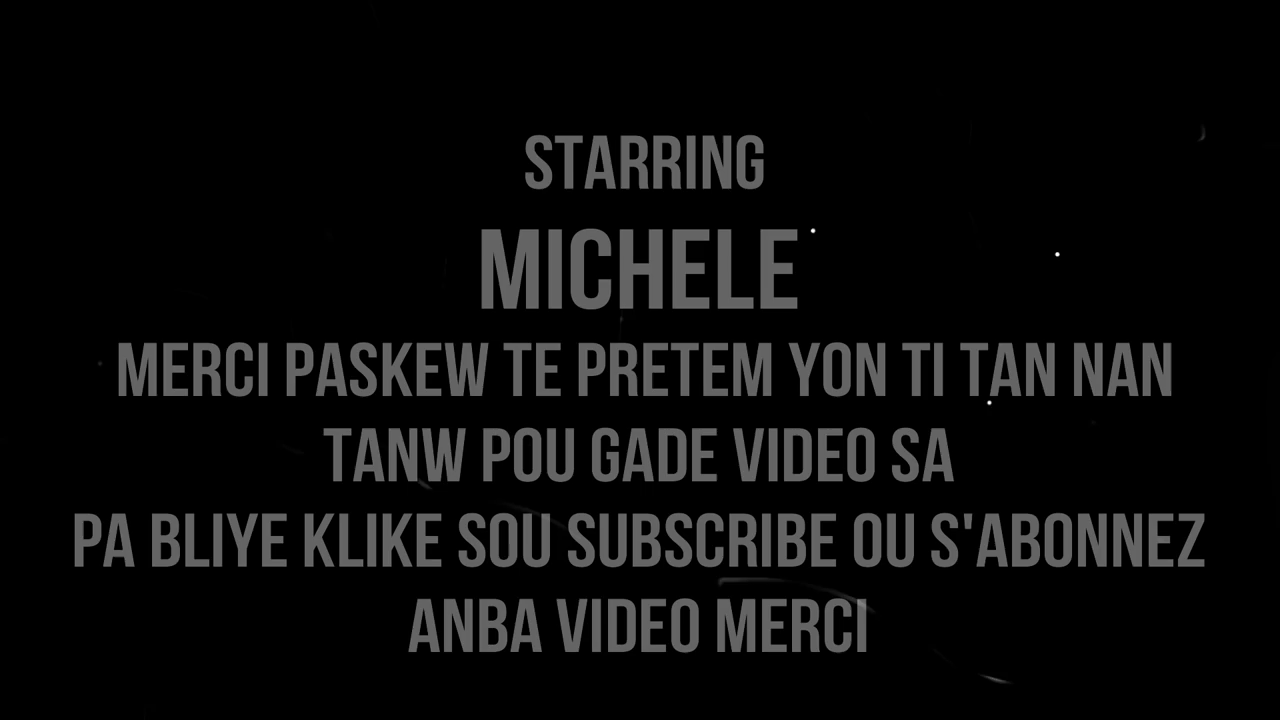 STARRING
MICHELE
MERCI PASKEW TE PRETEM YON TI TAN NAN
TANW POU GADE VIDEO SA
PA BLIYE KLIKE SOU SUBSCRIBE OU S'ABONNEZ
ANBA VIDEO MERCI